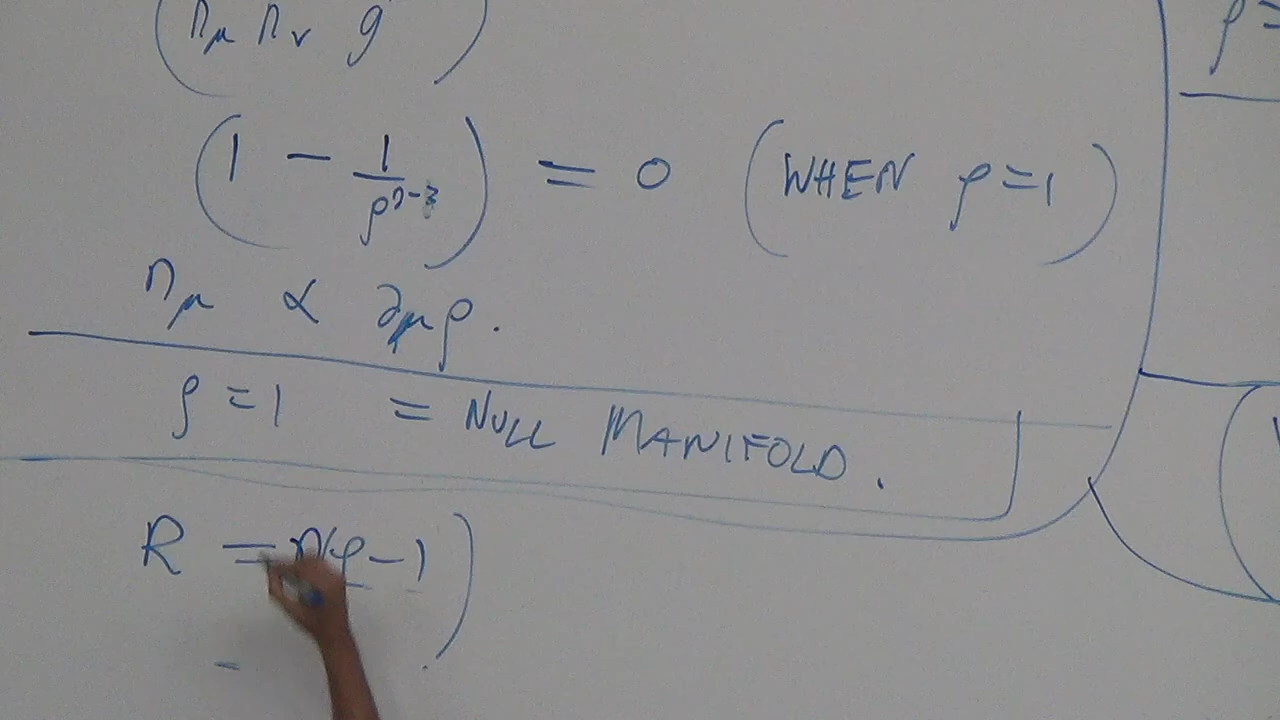 (n_μ n_ν g )
(1 - 1/ρ^{n-3}) = 0 (WHEN ρ=1)
n_μ ∝ ∂_μ ρ.
ρ=1 = NULL MANIFOLD.
R = n(ρ-1)
ρ=